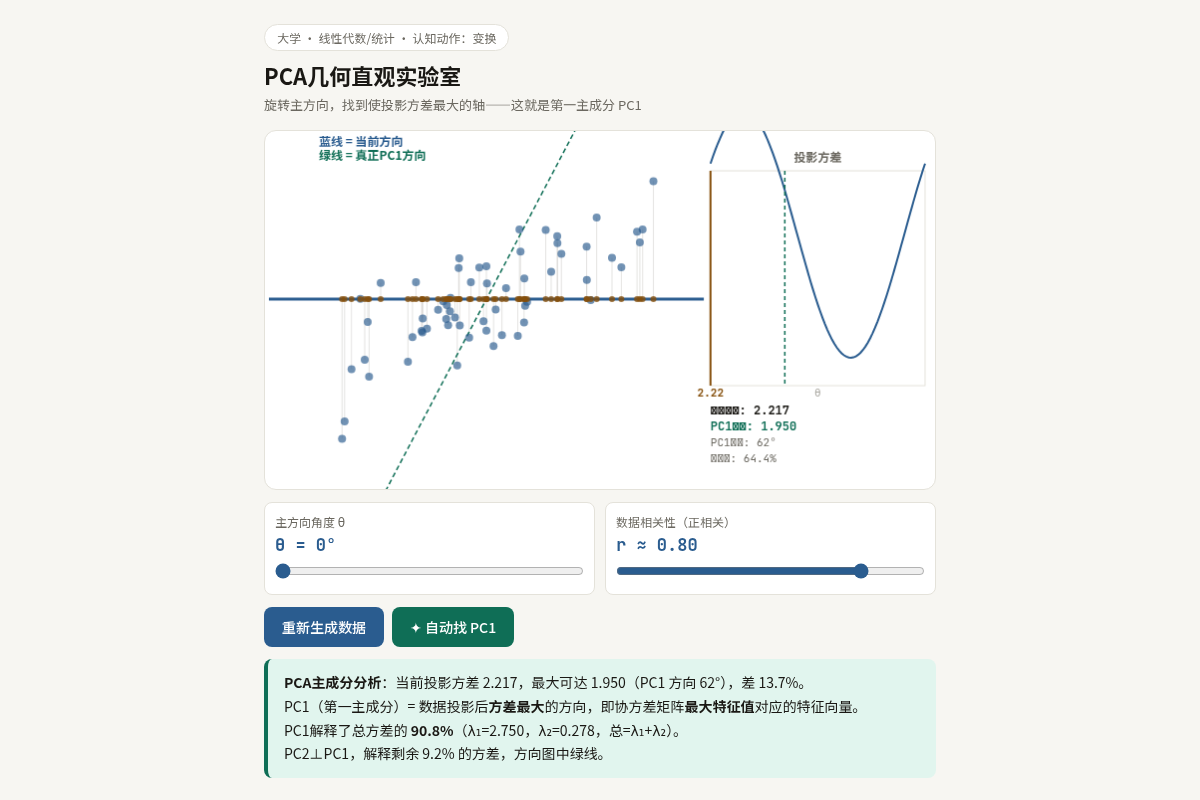 大学 · 线性代数/统计 · 认知动作：变换
PCA几何直观实验室
旋转主方向，找到使投影方差最大的轴——这就是第一主成分 PC1
蓝线 = 当前方向
绿线 = 真正PC1方向
投影方差
2.22
θ
: 2.217
PC1: 1.950
PC1: 62°
: 64.4%
主方向角度 θ
θ = 0°
数据相关性（正相关）
r ≈ 0.80
重新生成数据
✦ 自动找 PC1
PCA主成分分析：当前投影方差 2.217，最大可达 1.950（PC1 方向 62°），差 13.7%。
PC1（第一主成分）= 数据投影后方差最大的方向，即协方差矩阵最大特征值对应的特征向量。
PC1解释了总方差的 90.8%（λ₁=2.750，λ₂=0.278，总=λ₁+λ₂）。
PC2⊥PC1，解释剩余 9.2% 的方差，方向图中绿线。